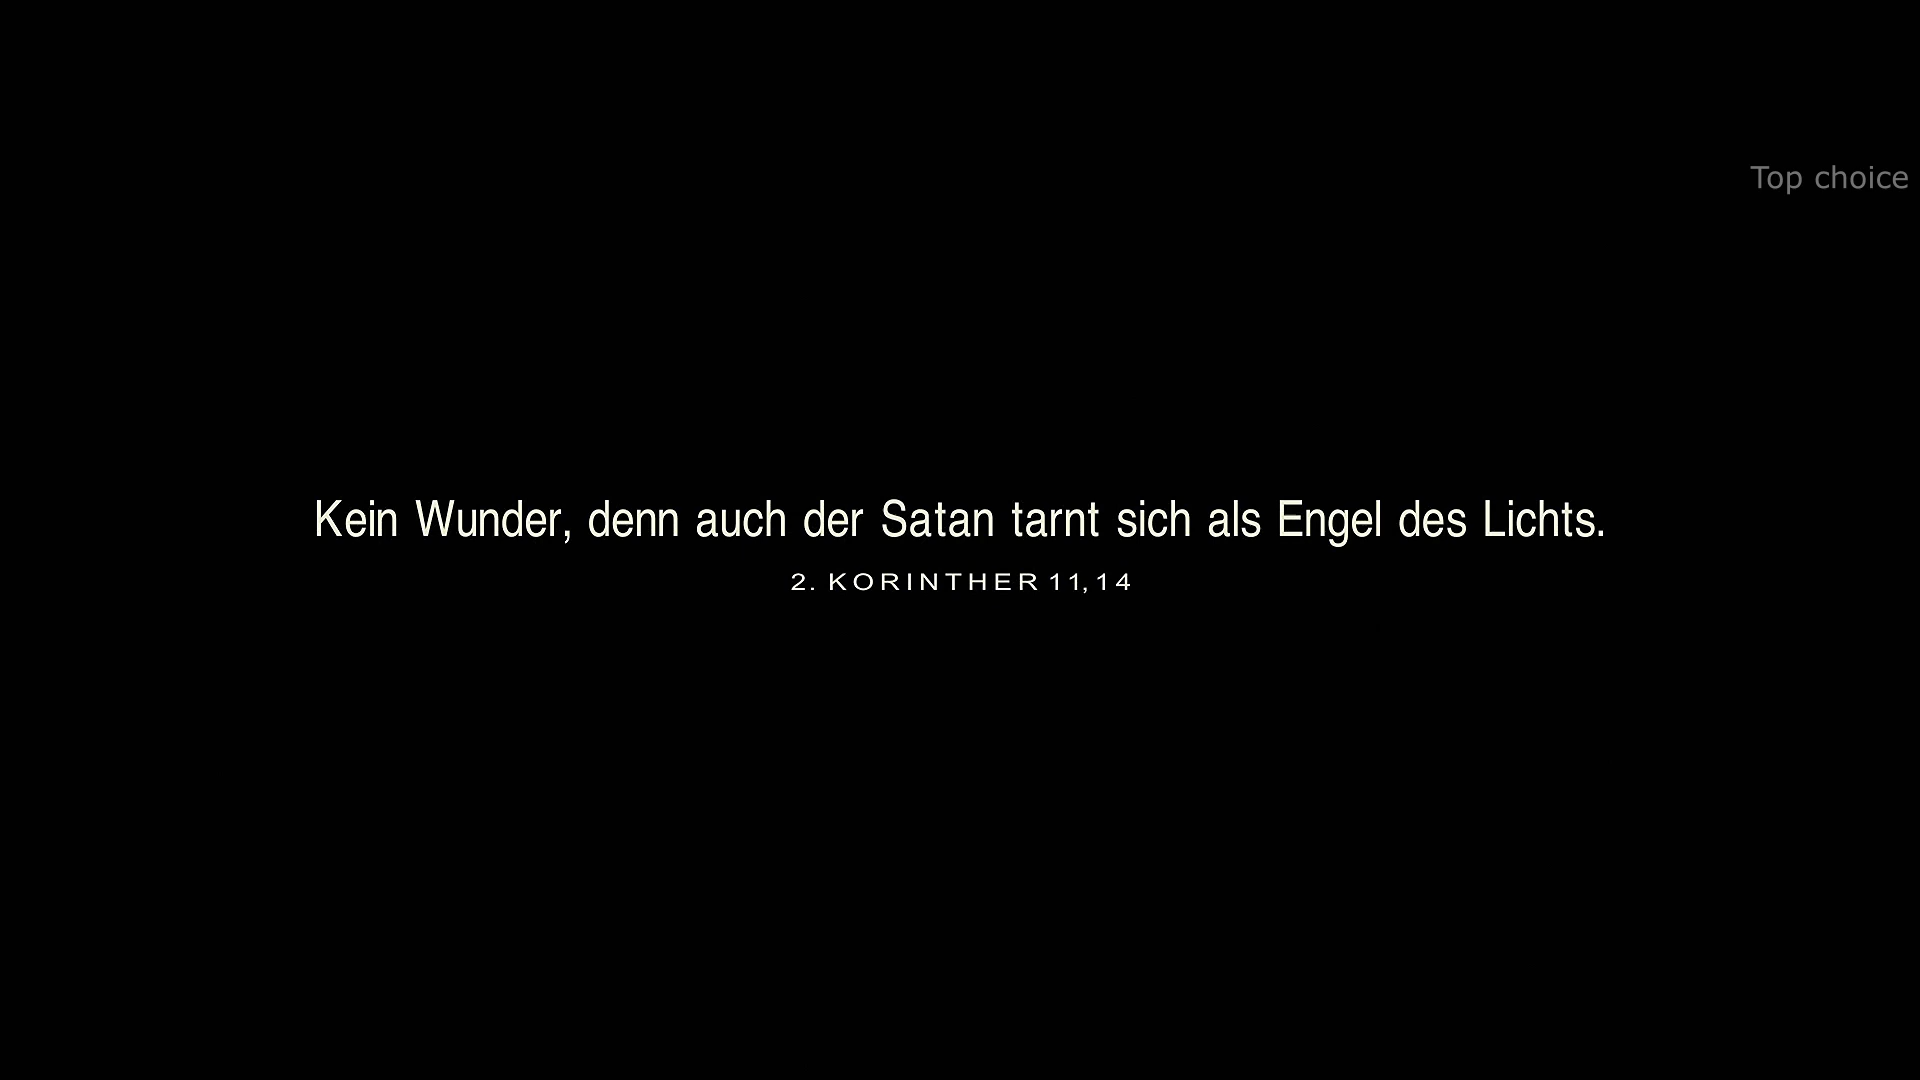 Top choice
Kein Wunder, denn auch der Satan tarnt sich als Engel des Lichts.
2. KORINTHER 11,14